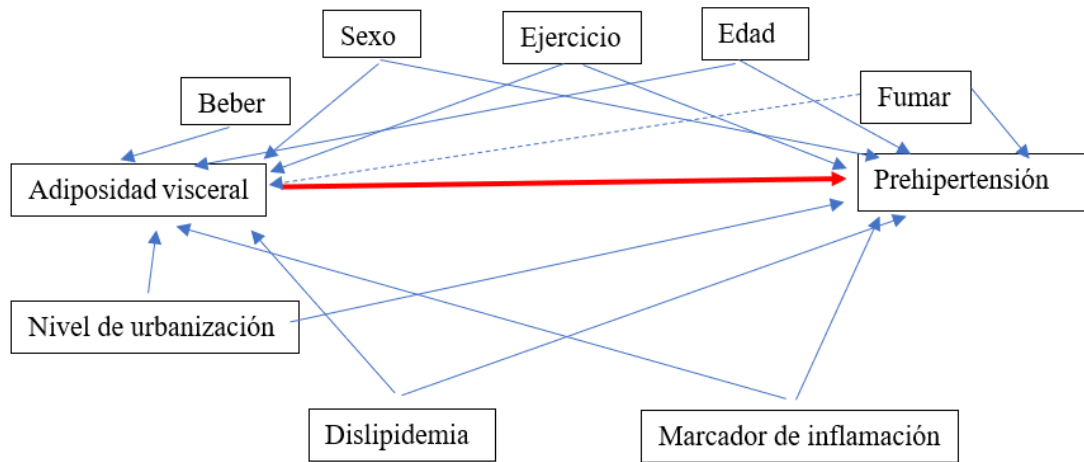 Sexo
Ejercicio
Edad
Beber
Fumar
Adiposidad visceral
Prehipertensión
Nivel de urbanización
Dislipidemia
Marcador de inflamación